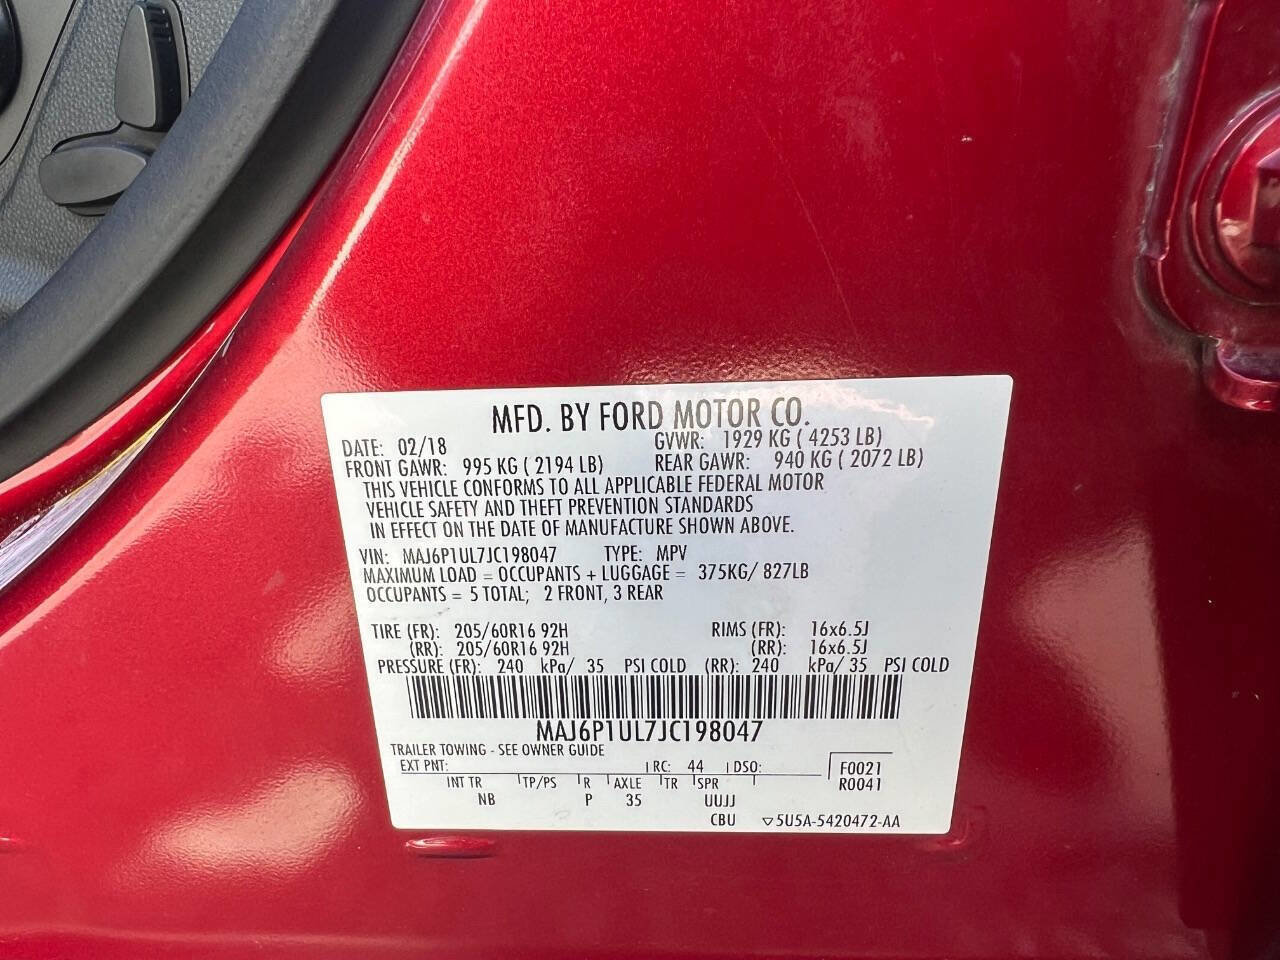 MFD. BY FORD MOTOR CO.
DATE: 02/18 GVWR: 1929 KG ( 4253 LB)
FRONT GAWR: 995 KG ( 2194 LB) REAR GAWR: 940 KG ( 2072 LB)
THIS VEHICLE CONFORMS TO ALL APPLICABLE FEDERAL MOTOR
VEHICLE SAFETY AND THEFT PREVENTION STANDARDS
IN EFFECT ON THE DATE OF MANUFACTURE SHOWN ABOVE.
VIN: MAJ6P1UL7JC198047 TYPE: MPV
MAXIMUM LOAD = OCCUPANTS + LUGGAGE = 375KG/ 827LB
OCCUPANTS = 5 TOTAL; 2 FRONT, 3 REAR
TIRE (FR): 205/60R16 92H RIMS (FR): 16x6.5J
(RR): 205/60R16 92H (RR): 16x6.5J
PRESSURE (FR): 240 kPa/ 35 PSI COLD (RR): 240 kPa/ 35 PSI COLD
MAJ6P1UL7JC198047
TRAILER TOWING - SEE OWNER GUIDE
EXT PNT: RC: 44 DSO: F0021
INT TR TP/PS R AXLE TR SPR R0041
NB P 35 UUJJ
CBU ▽5U5A-5420472-AA